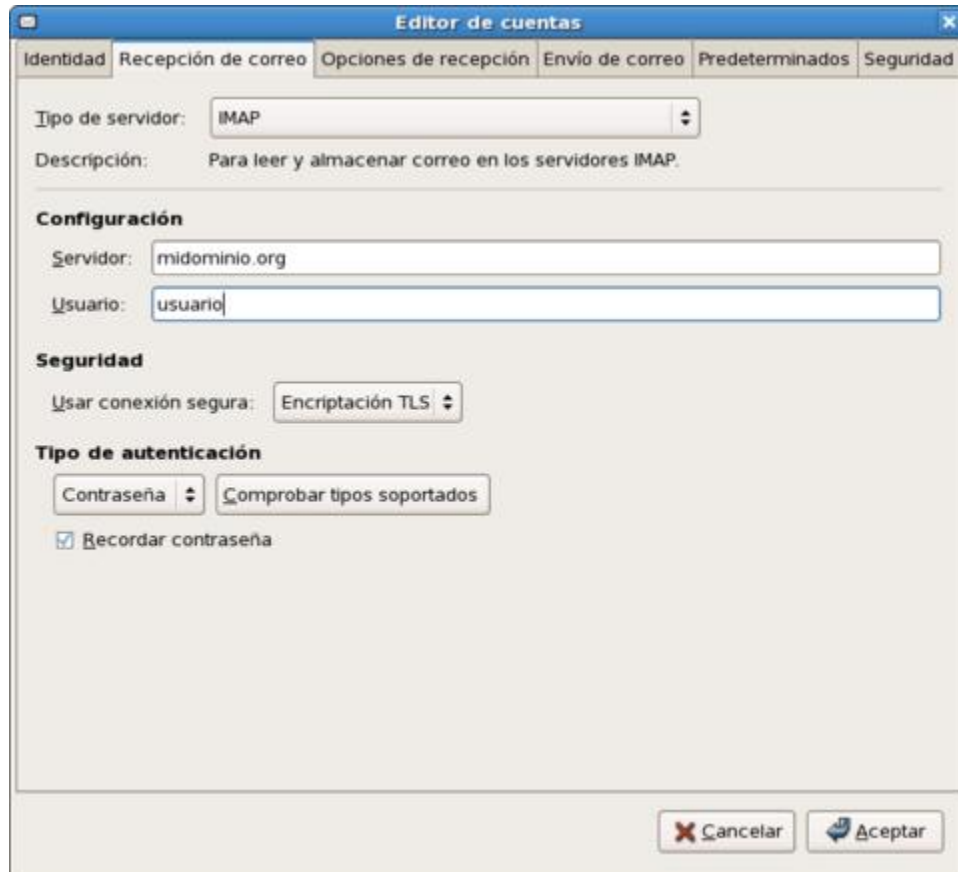 Editor de cuentas
Identidad Recepción de correo Opciones de recepción Envío de correo Predeterminados Seguridad
Tipo de servidor: IMAP
Descripción: Para leer y almacenar correo en los servidores IMAP.
Configuración
Servidor: midominio.org
Usuario: usuario
Seguridad
Usar conexión segura: Encriptación TLS
Tipo de autenticación
Contraseña Comprobar tipos soportados
Recordar contraseña
Cancelar Aceptar